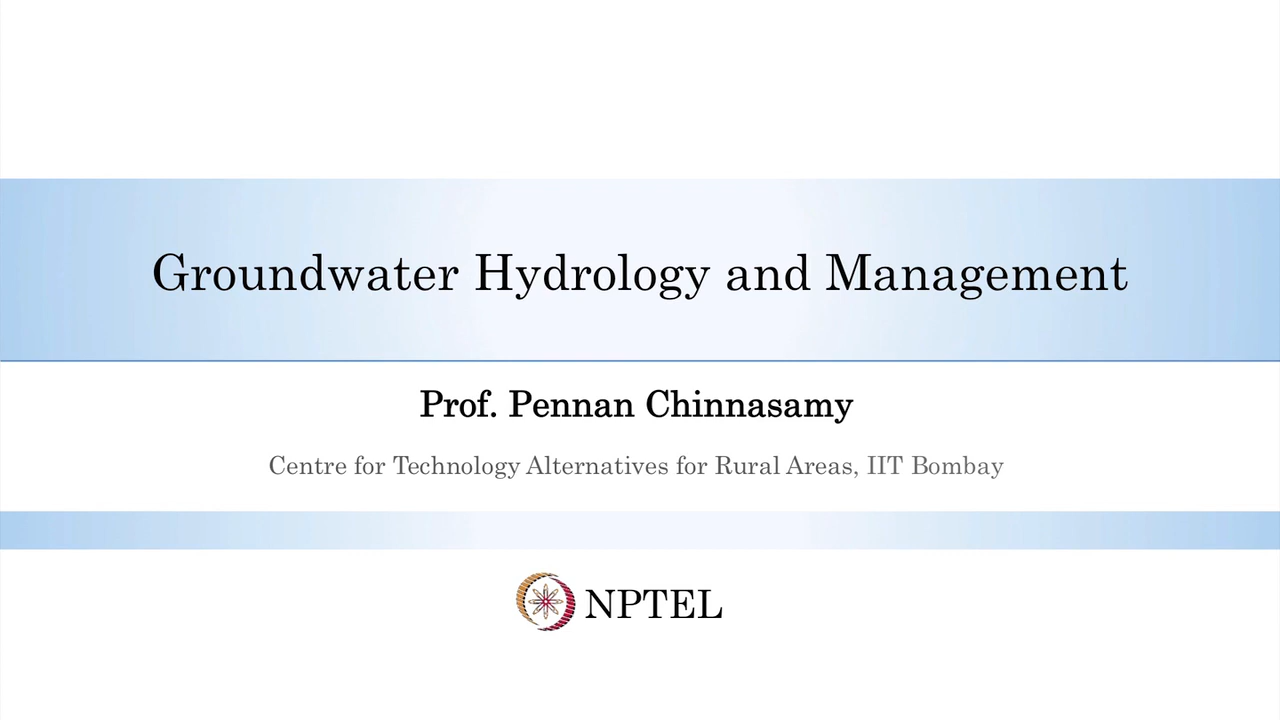 Groundwater Hydrology and Management
Prof. Pennan Chinnasamy
Centre for Technology Alternatives for Rural Areas, IIT Bombay
NPTEL